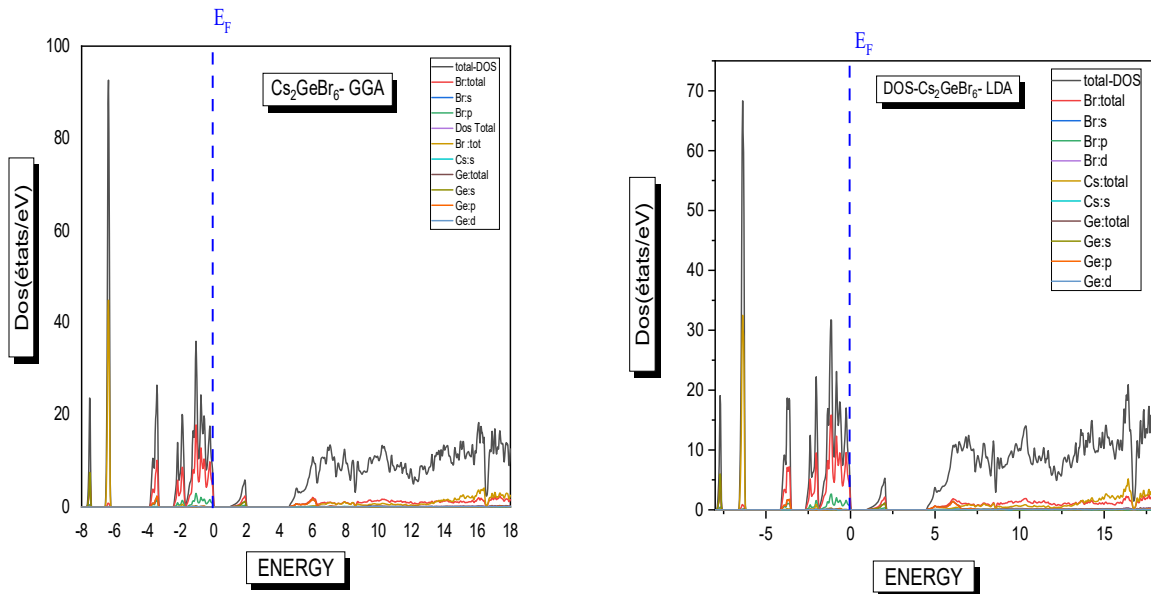 E_F
100
80
60
40
20
0
Dos(états/eV)
Cs₂GeBr₆- GGA
total-DOS
Br:total
Br:s
Br:p
Dos Total
Br :tot
Cs:s
Ge:total
Ge:s
Ge:p
Ge:d
-8 -6 -4 -2 0 2 4 6 8 10 12 14 16 18
ENERGY
E_F
70
60
50
40
30
20
10
0
Dos(états/eV)
DOS-Cs₂GeBr₆- LDA
total-DOS
Br:total
Br:s
Br:p
Br:d
Cs:total
Cs:s
Ge:total
Ge:s
Ge:p
Ge:d
-5 0 5 10 15
ENERGY